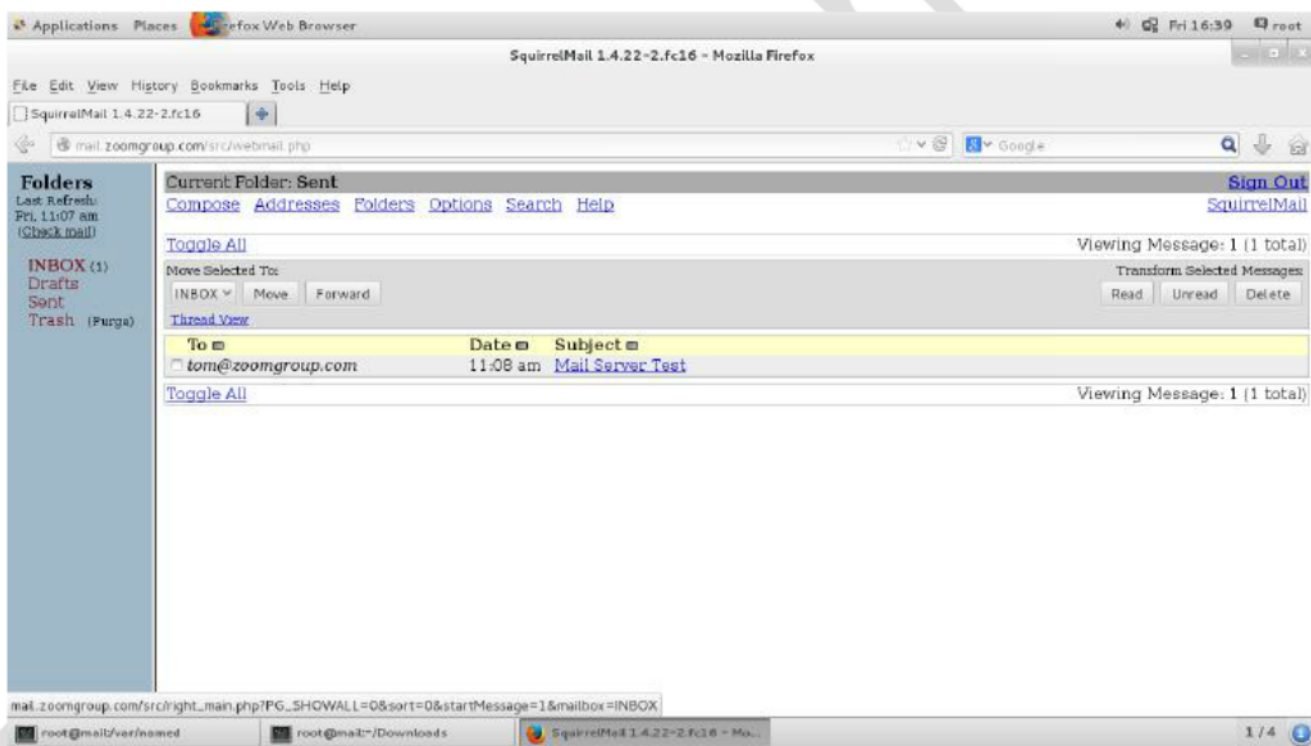 Applications Places Firefox Web Browser Fri 16:39 root
SquirrelMail 1.4.22-2.fc16 - Mozilla Firefox
File Edit View History Bookmarks Tools Help
SquirrelMail 1.4.22-2.fc16
mail.zoomgroup.com/src/webmail.php Google
Folders
Last Refresh:
Fri, 11:07 am
(Check mail)
INBOX (1)
Drafts
Sent
Trash (Purge)
Current Folder: Sent Sign Out
Compose Addresses Folders Options Search Help SquirrelMail
Toggle All Viewing Message: 1 (1 total)
Move Selected To: Transform Selected Messages:
INBOX Move Forward Read Unread Delete
Thread View
To Date Subject
tom@zoomgroup.com 11:08 am Mail Server Test
Toggle All Viewing Message: 1 (1 total)
mail.zoomgroup.com/src/right_main.php?PG_SHOWALL=0&sort=0&startMessage=1&mailbox=INBOX
root@mail:/var/named root@mail:~/Downloads SquirrelMail 1.4.22-2.fc16 - Mo... 1 / 4